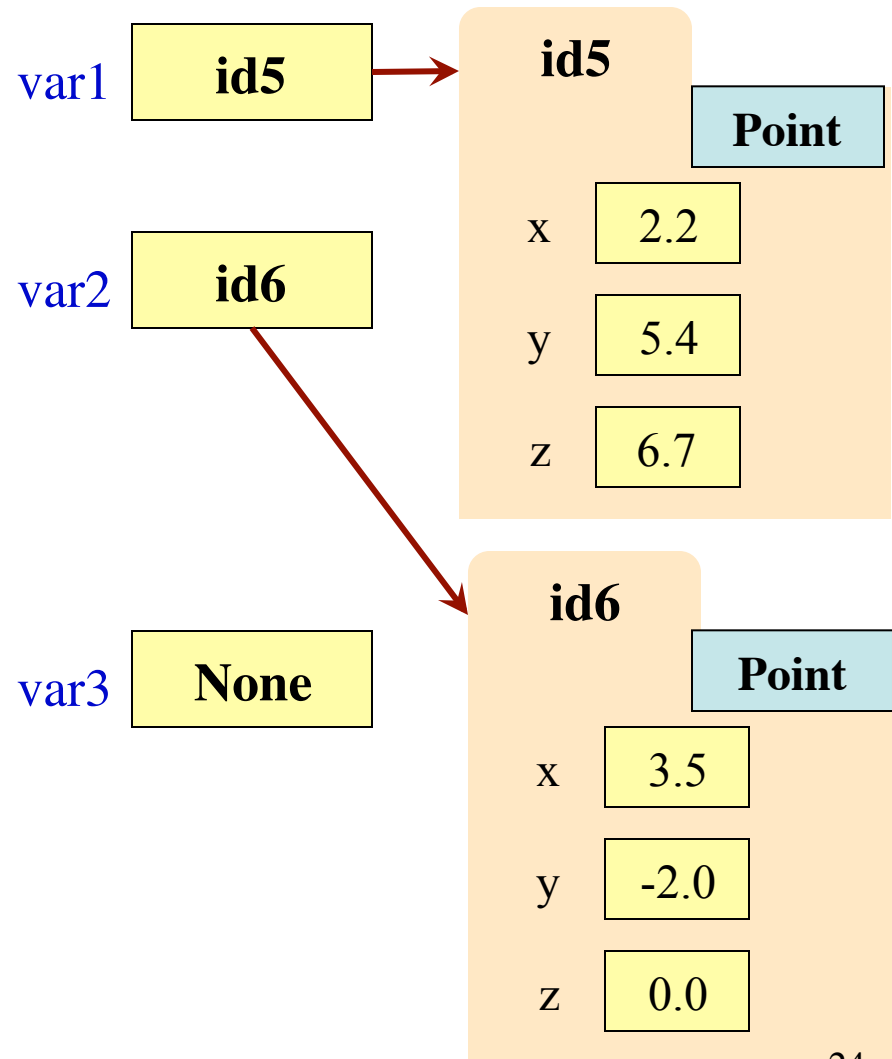 var1
id5
id5
Point
x
2.2
y
5.4
z
6.7
var2
id6
id6
Point
x
3.5
y
-2.0
z
0.0
var3
None